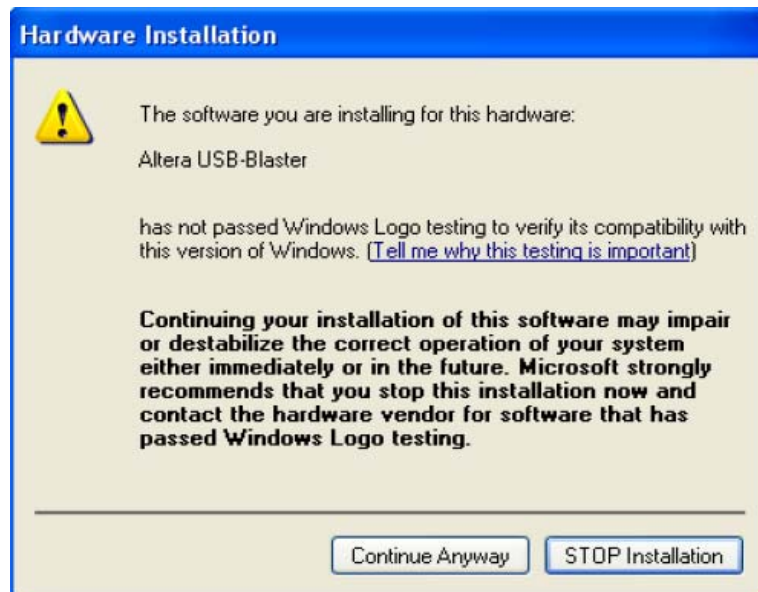 Hardware Installation
The software you are installing for this hardware:
Altera USB-Blaster
has not passed Windows Logo testing to verify its compatibility with
this version of Windows. (Tell me why this testing is important)
Continuing your installation of this software may impair
or destabilize the correct operation of your system
either immediately or in the future. Microsoft strongly
recommends that you stop this installation now and
contact the hardware vendor for software that has
passed Windows Logo testing.
Continue Anyway STOP Installation